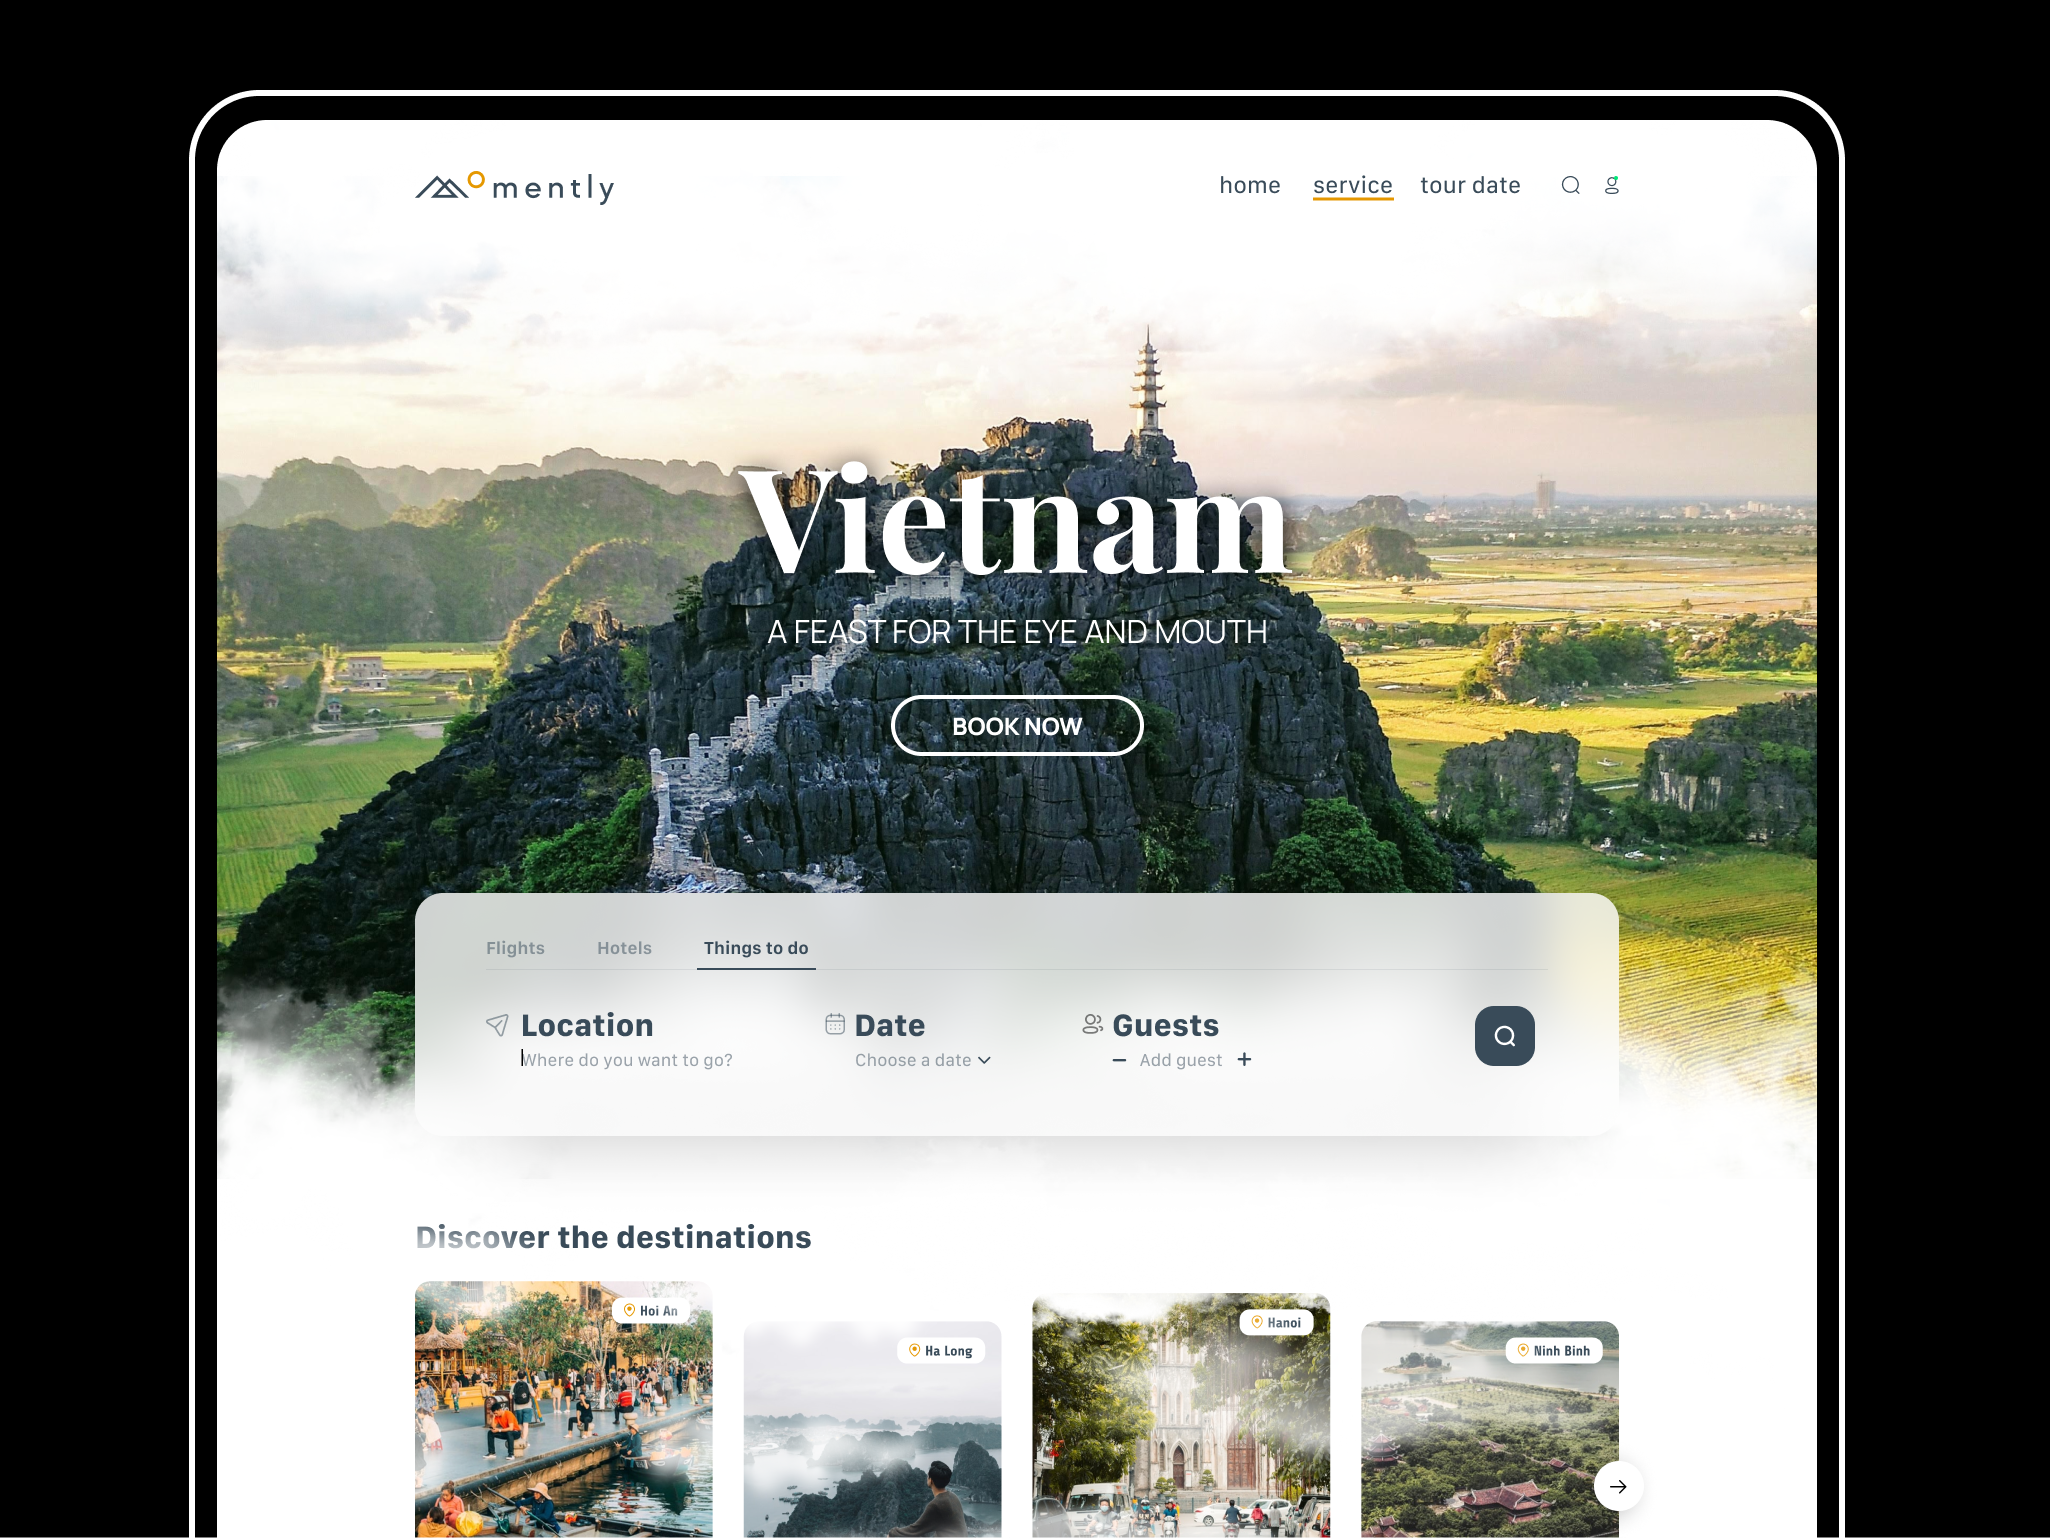 mently
home service tour date
Vietnam
A FEAST FOR THE EYE AND MOUTH
BOOK NOW
Flights Hotels Things to do
Location Date Guests
Where do you want to go? Choose a date Add guest
Discover the destinations
Hoi An
Ha Long
Hanoi
Ninh Binh